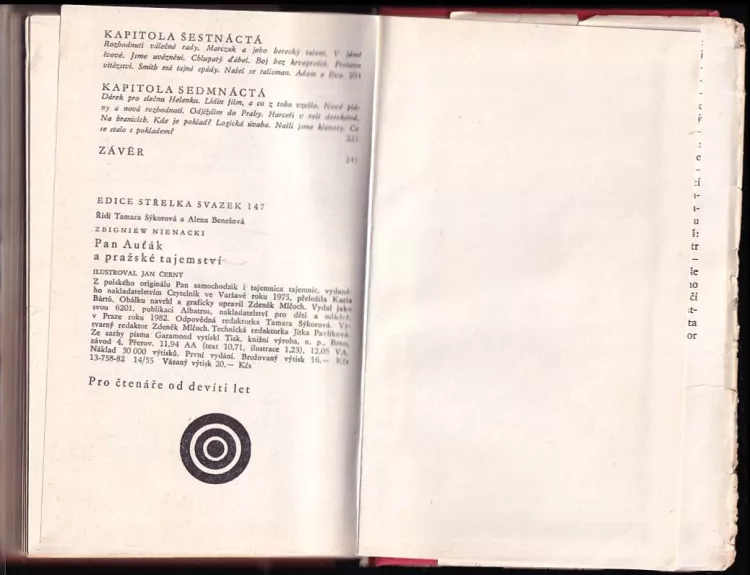 KAPITOLA ŠESTNÁCTÁ
Rozhodnutí válečné rady. Marczak a jeho herecký talent. V jámě
lvové. Jsme uvězněni. Chlupatý ďábel. Boj bez krveprolití. Protono
vítězství. Smith má tajné spády. Našel se talisman. Adam a Eva 204
KAPITOLA SEDMNÁCTÁ
Dárek pro slečnu Helenku. Lidin film, a co z toho vzešlo. Nové plá-
ny a nová rozhodnutí. Odjíždím do Prahy. Harceři v roli detektivů.
Na hranicích. Kde je poklad? Logická úvaha. Našli jsme klenoty. Co
se stalo s pokladem?
ZÁVĚR
245
EDICE STŘELKA SVAZEK 147
Řídí Tamara Sýkorová a Alena Benešová
ZBIGNIEW NIENACKI
Pan Auťák
a pražské tajemství
ILUSTROVAL JAN ČERNÝ
Z polského originálu Pan samochodzik i tajemnica tajemnic, vydané-
ho nakladatelstvím Czytelnik ve Varšavě roku 1975, přeložila Karla
Bártů. Obálku navrhl a graficky upravil Zdeněk Mlčoch. Vydal jako
svou 6201. publikaci Albatros, nakladatelství pro děti a mládež,
v Praze roku 1982. Odpovědná redaktorka Tamara Sýkorová. Vý-
tvarný redaktor Zdeněk Mlčoch. Technická redaktorka Jitka Pavlíková.
Ze sazby písma Garamond vytiskl Tisk, knižní výroba, n. p., Brno,
závod 4, Přerov. 11,94 AA (text 10,71, ilustrace 1,23), 12,08 VA.
Náklad 30 000 výtisků. První vydání. Brožovaný výtisk 16,— Kčs
13-758-82 14/55 Vázaný výtisk 20,— Kčs
Pro čtenáře od devíti let